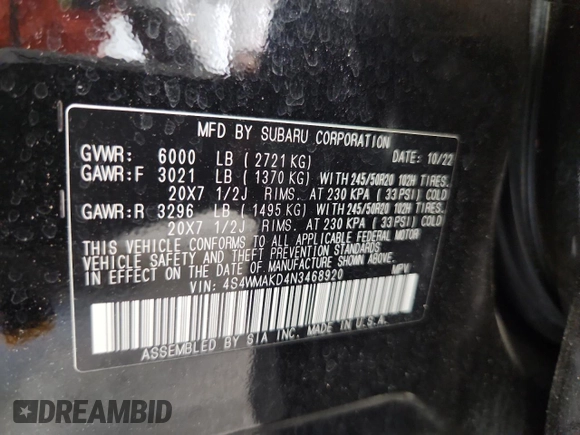 MFD BY SUBARU CORPORATION
GVWR: 6000 LB ( 2721 KG) DATE: 10/22
GAWR:F 3021 LB ( 1370 KG) WITH 245/50R20 102H TIRES.
20X7 1/2J RIMS. AT 230 KPA ( 33 PSI) COLD
GAWR:R 3296 LB ( 1495 KG) WITH 245/50R20 102H TIRES.
20X7 1/2J RIMS. AT 230 KPA ( 33 PSI) COLD
THIS VEHICLE CONFORMS TO ALL APPLICABLE FEDERAL MOTOR
VEHICLE SAFETY AND THEFT PREVENTION STANDARDS
IN EFFECT ON THE DATE OF MANUFACTURE SHOWN ABOVE.
VIN: 4S4WMAKD4N3468920 MPV
ASSEMBLED BY SIA INC. MADE IN U.S.A.
DREAMBID